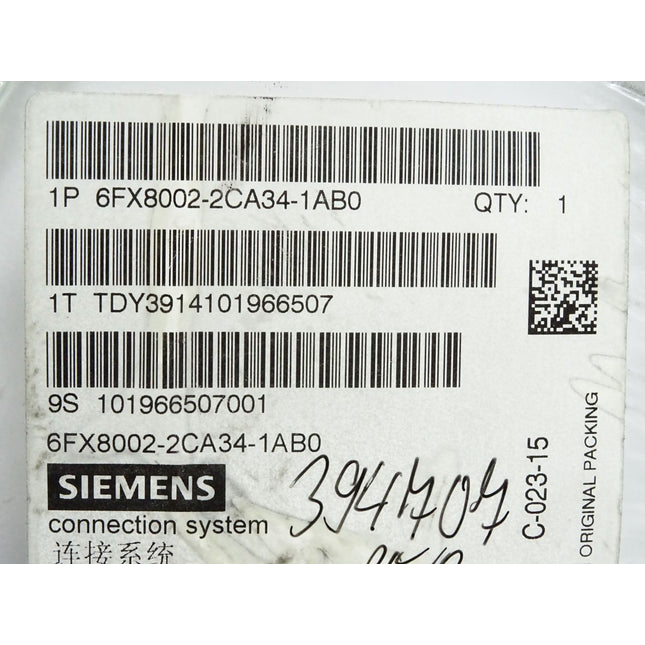 1P 6FX8002-2CA34-1AB0 QTY: 1
1T TDY3914101966507
9S 101966507001
6FX8002-2CA34-1AB0
SIEMENS
connection system
连接系统
394707
C-023-15
ORIGINAL PACKING